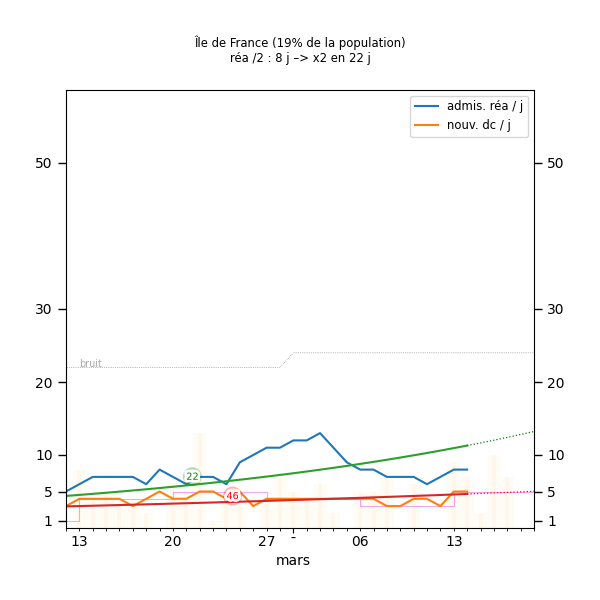 Île de France (19% de la population)
réa /2 : 8 j –> x2 en 22 j
admis. réa / j
nouv. dc / j
50 50
30 30
bruit
20 20
10 10
22
46
5 5
1 1
13 20 27 - 06 13
mars